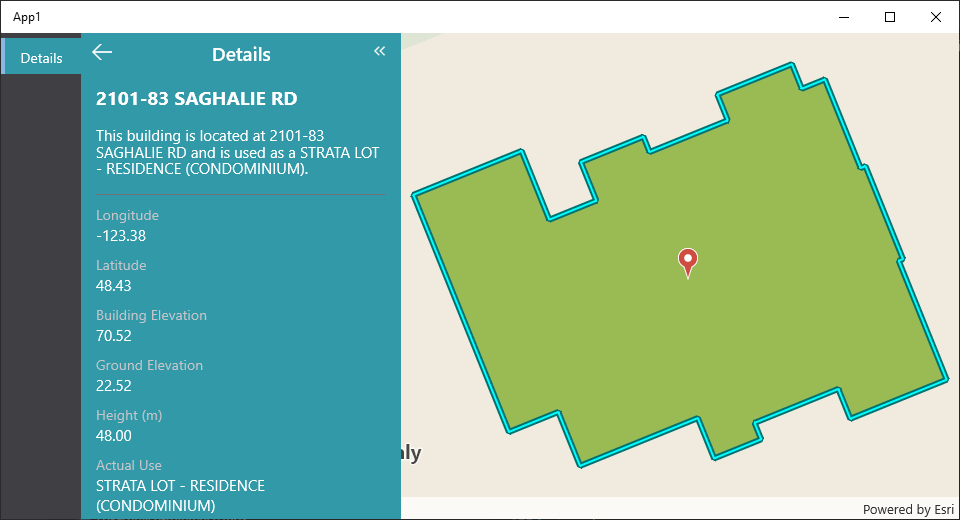 App1
Details
Details
2101-83 SAGHALIE RD
This building is located at 2101-83
SAGHALIE RD and is used as a STRATA LOT
- RESIDENCE (CONDOMINIUM).
Longitude
-123.38
Latitude
48.43
Building Elevation
70.52
Ground Elevation
22.52
Height (m)
48.00
Actual Use
STRATA LOT - RESIDENCE
(CONDOMINIUM)
Powered by Esri